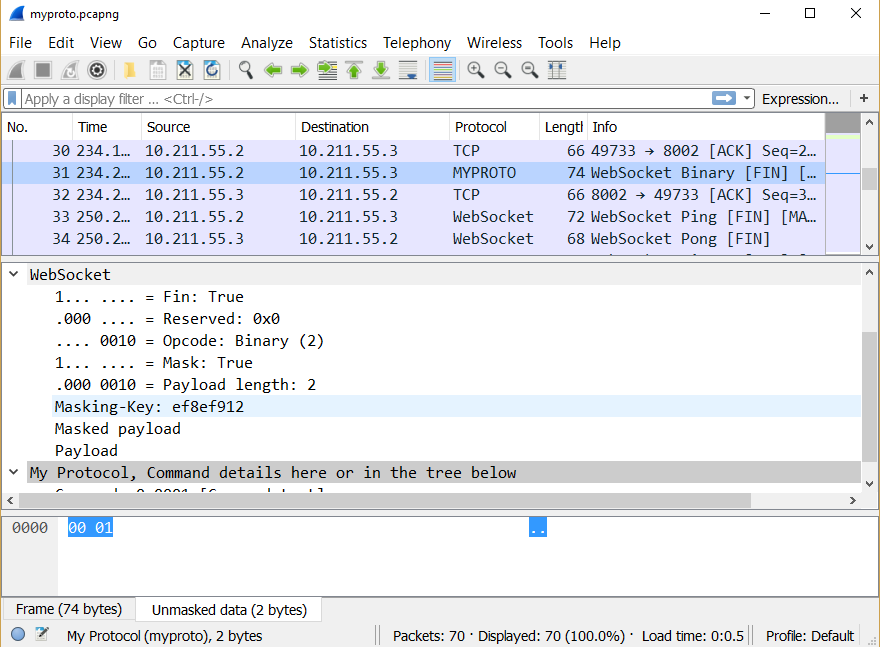 myproto.pcapng
File Edit View Go Capture Analyze Statistics Telephony Wireless Tools Help
Apply a display filter ... <Ctrl-/> Expression... +
No. Time Source Destination Protocol Lengtl Info
30 234.1… 10.211.55.2 10.211.55.3 TCP 66 49733 → 8002 [ACK] Seq=2…
31 234.2… 10.211.55.2 10.211.55.3 MYPROTO 74 WebSocket Binary [FIN] […
32 234.2… 10.211.55.3 10.211.55.2 TCP 66 8002 → 49733 [ACK] Seq=3…
33 250.2… 10.211.55.2 10.211.55.3 WebSocket 72 WebSocket Ping [FIN] [MA…
34 250.2… 10.211.55.3 10.211.55.2 WebSocket 68 WebSocket Pong [FIN]
WebSocket
1... .... = Fin: True
.000 .... = Reserved: 0x0
.... 0010 = Opcode: Binary (2)
1... .... = Mask: True
.000 0010 = Payload length: 2
Masking-Key: ef8ef912
Masked payload
Payload
My Protocol, Command details here or in the tree below
0000 00 01 ..
Frame (74 bytes) Unmasked data (2 bytes)
My Protocol (myproto), 2 bytes Packets: 70 · Displayed: 70 (100.0%) · Load time: 0:0.5 Profile: Default